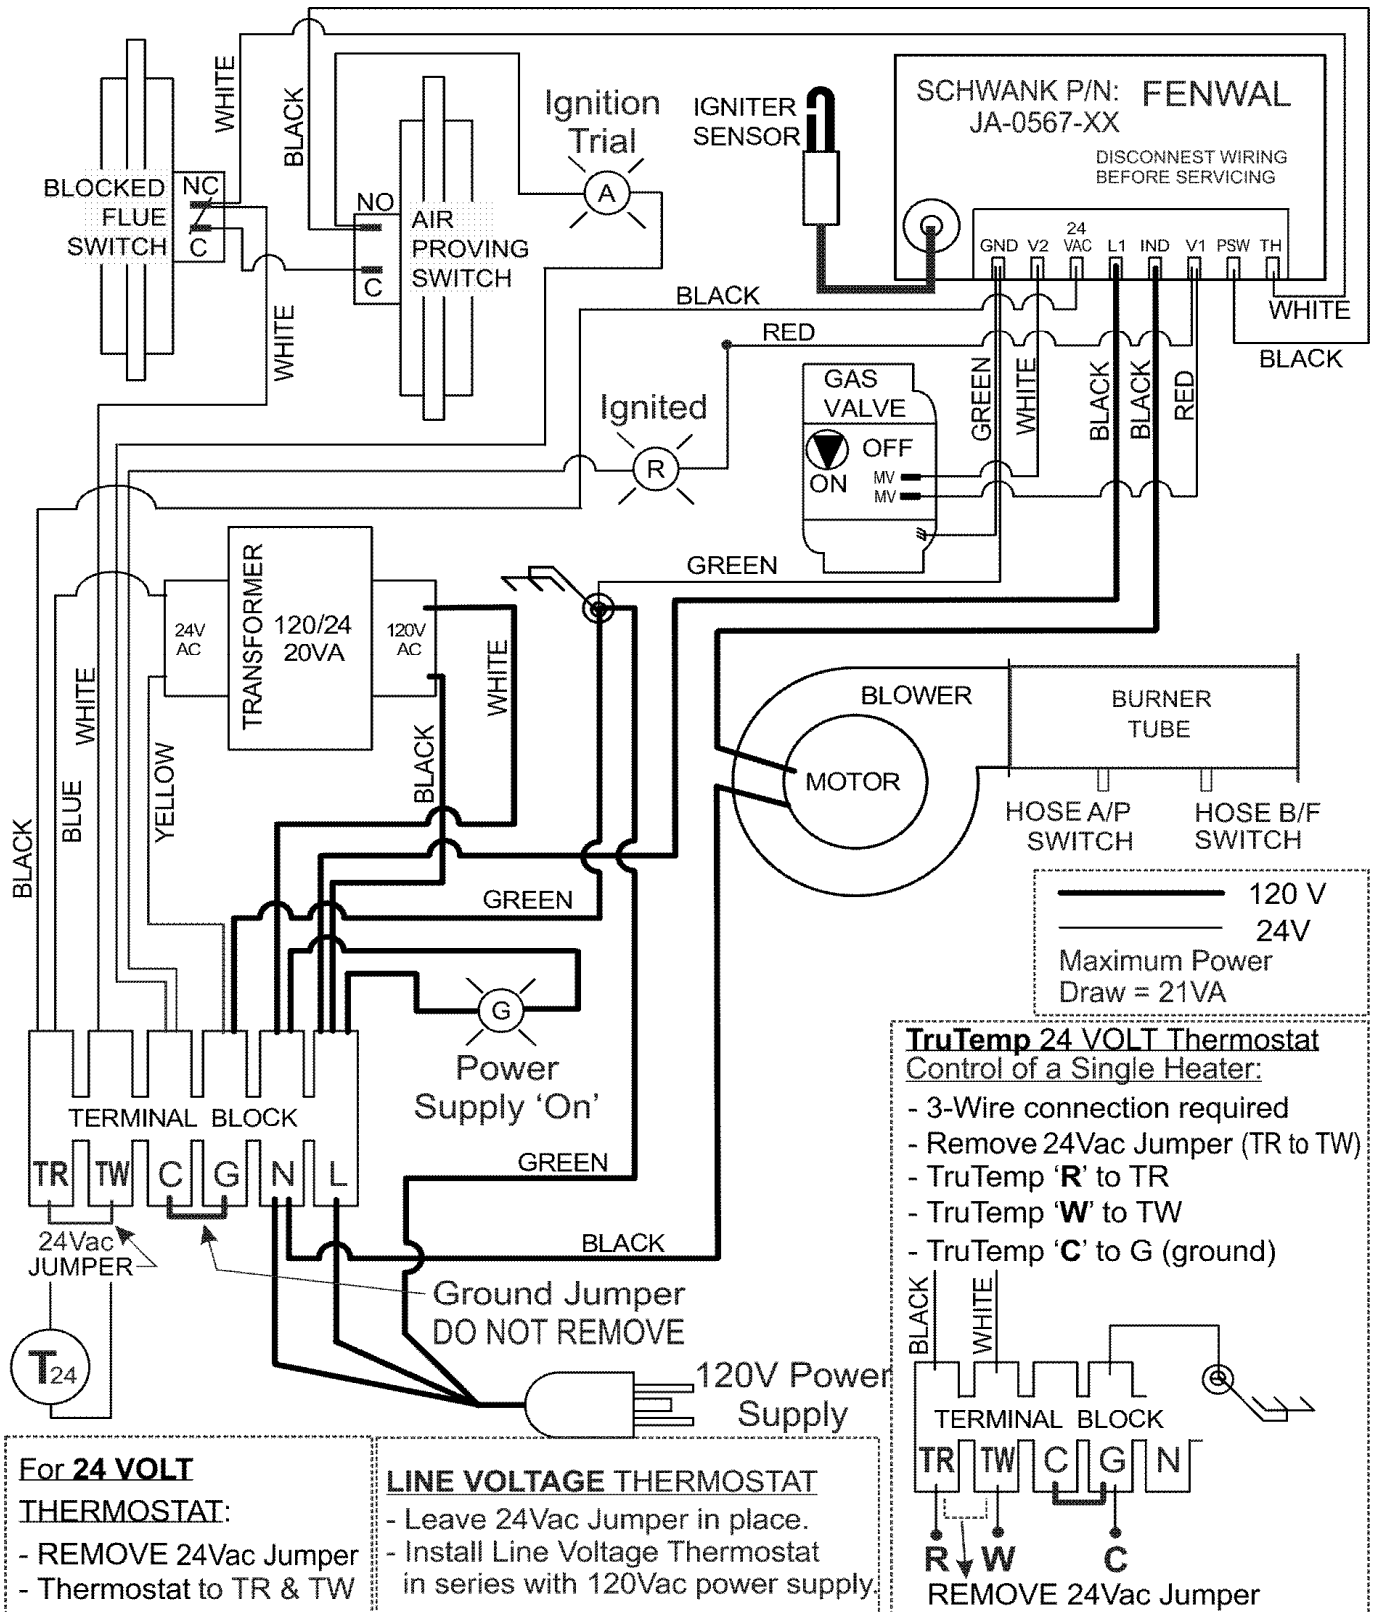 WHITE
BLACK
Ignition
Trial
A
IGNITER
SENSOR
SCHWANK P/N: FENWAL
JA-0567-XX
DISCONNEST WIRING
BEFORE SERVICING
BLOCKED
FLUE
SWITCH
NC
C
NO
AIR
PROVING
SWITCH
C
GND V2 24 VAC L1 IND V1 PSW TH
WHITE
BLACK
BLACK
RED
WHITE
GREEN
WHITE
BLACK
BLACK
RED
GAS
VALVE
OFF
ON
MV
MV
Ignited
R
GREEN
24V
AC
TRANSFORMER
120/24
20VA
120V
AC
WHITE
BLACK
BLACK
BLUE
WHITE
YELLOW
BLOWER
MOTOR
BURNER
TUBE
HOSE A/P
SWITCH
HOSE B/F
SWITCH
GREEN
120 V
24V
Maximum Power
Draw = 21VA
G
Power
Supply ‘On’
TERMINAL BLOCK
TR TW C G N L
GREEN
BLACK
24Vac
JUMPER
Ground Jumper
DO NOT REMOVE
T24
120V Power
Supply
TruTemp 24 VOLT Thermostat
Control of a Single Heater:
- 3-Wire connection required
- Remove 24Vac Jumper (TR to TW)
- TruTemp ‘R’ to TR
- TruTemp ‘W’ to TW
- TruTemp ‘C’ to G (ground)
BLACK
WHITE
TERMINAL BLOCK
TR TW C G N
R W C
REMOVE 24Vac Jumper
For 24 VOLT
THERMOSTAT:
- REMOVE 24Vac Jumper
- Thermostat to TR & TW
LINE VOLTAGE THERMOSTAT
- Leave 24Vac Jumper in place.
- Install Line Voltage Thermostat
in series with 120Vac power supply.